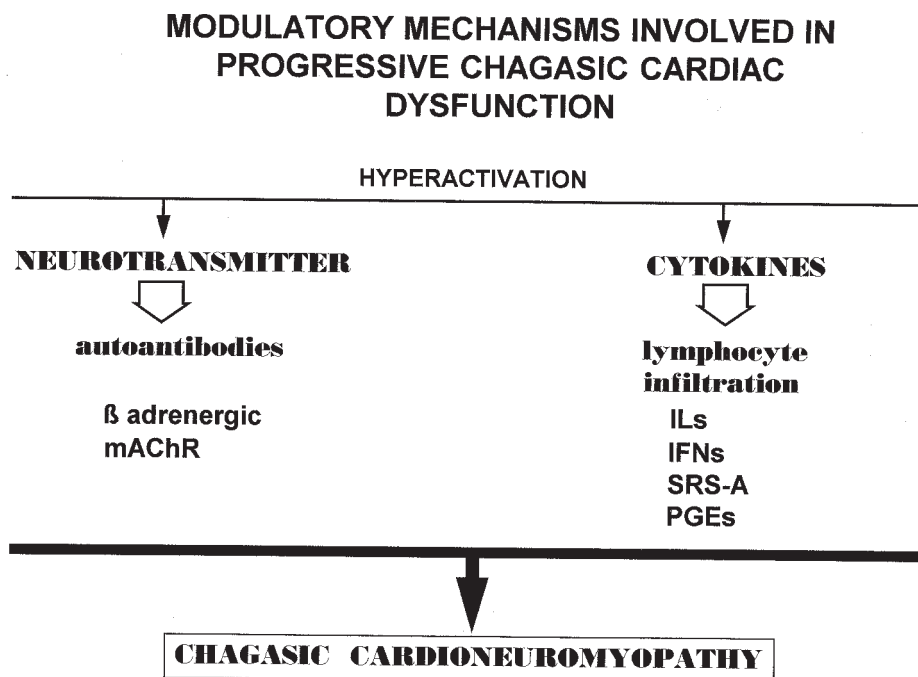 MODULATORY MECHANISMS INVOLVED IN
PROGRESSIVE CHAGASIC CARDIAC
DYSFUNCTION
HYPERACTIVATION
NEUROTRANSMITTER
autoantibodies
ß adrenergic
mAChR
CYTOKINES
lymphocyte
infiltration
ILs
IFNs
SRS-A
PGEs
CHAGASIC CARDIONEUROMYOPATHY